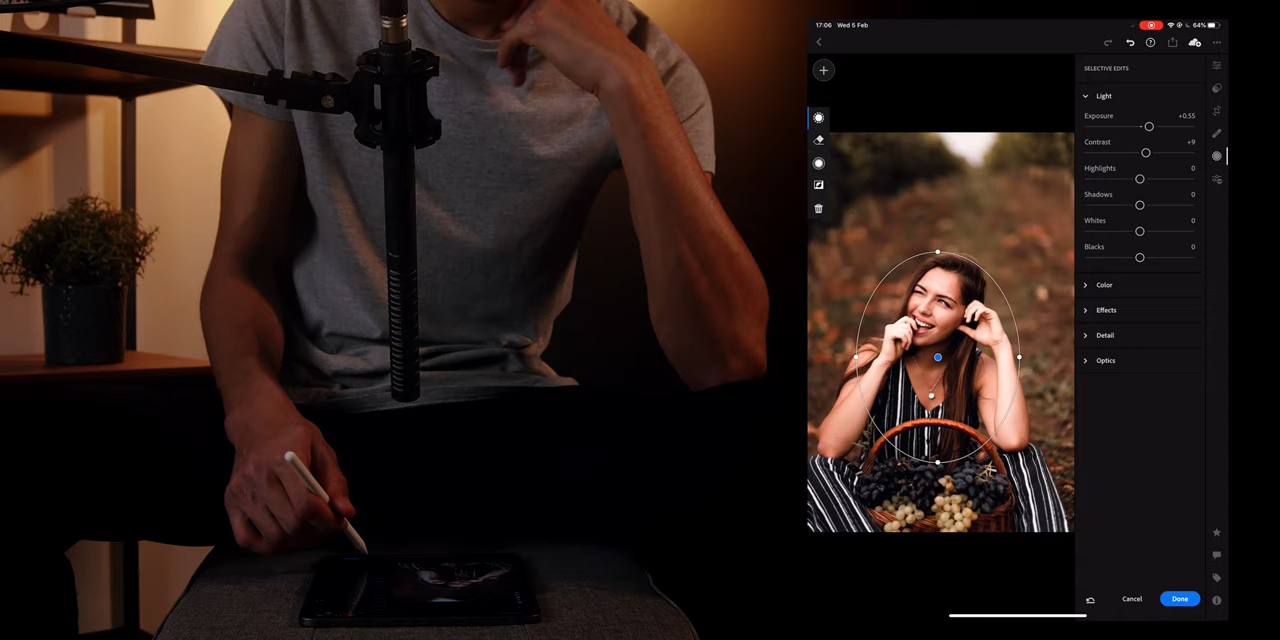 17:06 Wed 5 Feb
64%
SELECTIVE EDITS
Light
Exposure +0.55
Contrast +9
Highlights 0
Shadows 0
Whites 0
Blacks 0
Color
Effects
Detail
Optics
Cancel Done